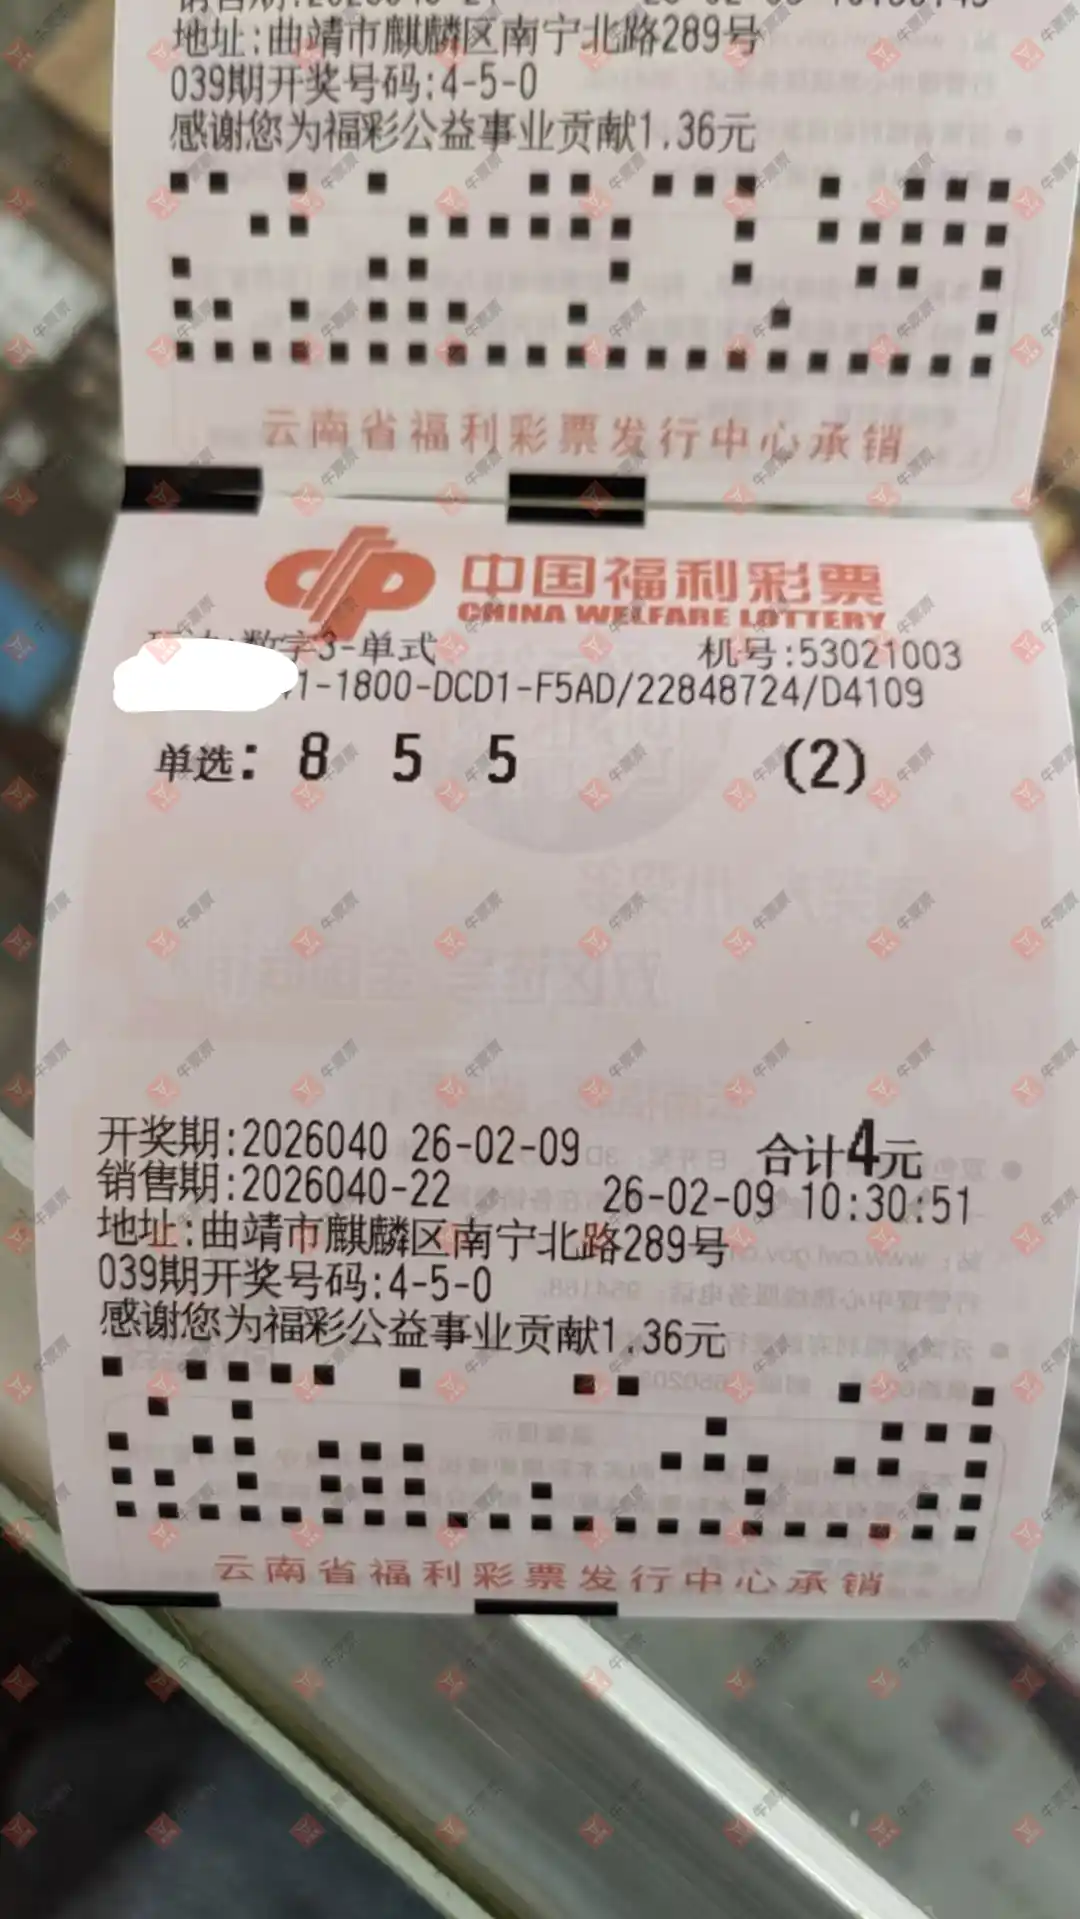 地址:曲靖市麒麟区南宁北路289号
039期开奖号码:4-5-0
感谢您为福彩公益事业贡献1.36元
云南省福利彩票发行中心承销
中国福利彩票
CHINA WELFARE LOTTERY
数字3-单式 机号:53021003
1-1800-DCD1-F5AD/22848724/D4109
单选: 8 5 5 (2)
开奖期:2026040 26-02-09 合计4元
销售期:2026040-22 26-02-09 10:30:51
地址:曲靖市麒麟区南宁北路289号
039期开奖号码:4-5-0
感谢您为福彩公益事业贡献1.36元
云南省福利彩票发行中心承销
牛票票